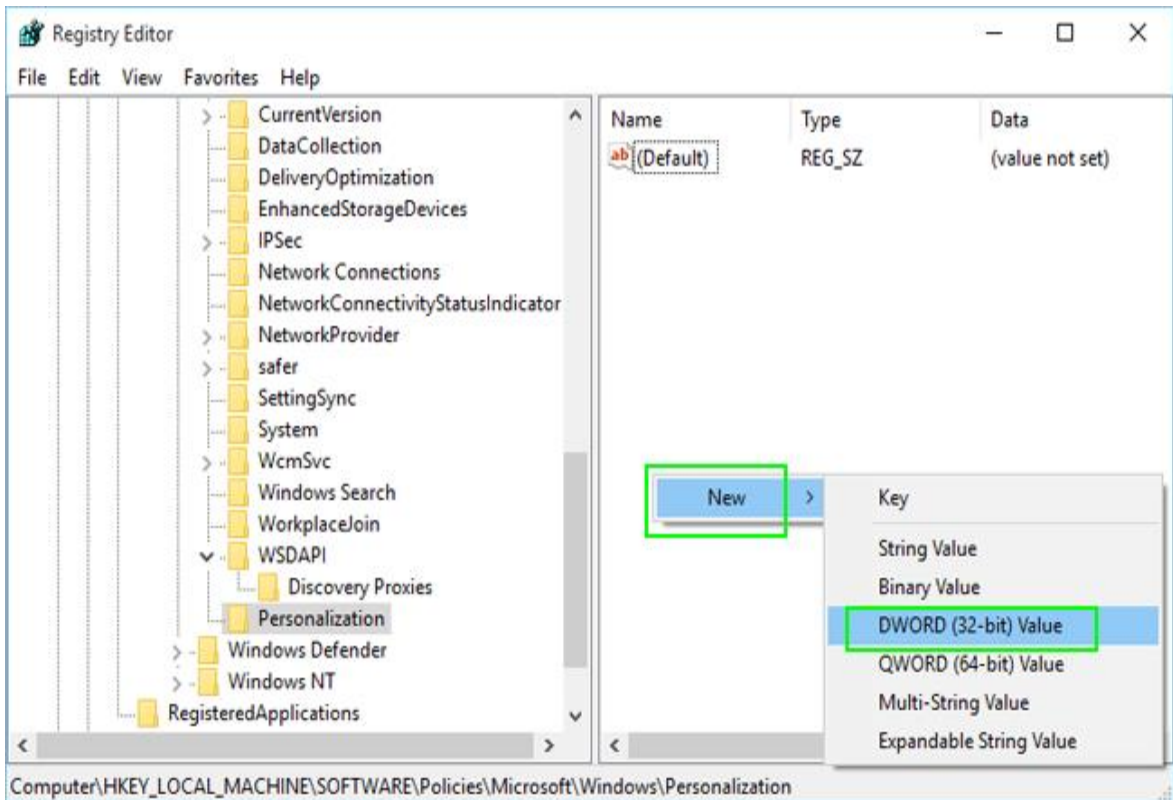 Registry Editor
File Edit View Favorites Help
CurrentVersion
DataCollection
DeliveryOptimization
EnhancedStorageDevices
IPSec
Network Connections
NetworkConnectivityStatusIndicator
NetworkProvider
safer
SettingSync
System
WcmSvc
Windows Search
WorkplaceJoin
WSDAPI
Discovery Proxies
Personalization
Windows Defender
Windows NT
RegisteredApplications
Name Type Data
ab (Default) REG_SZ (value not set)
New
Key
String Value
Binary Value
DWORD (32-bit) Value
QWORD (64-bit) Value
Multi-String Value
Expandable String Value
Computer\HKEY_LOCAL_MACHINE\SOFTWARE\Policies\Microsoft\Windows\Personalization